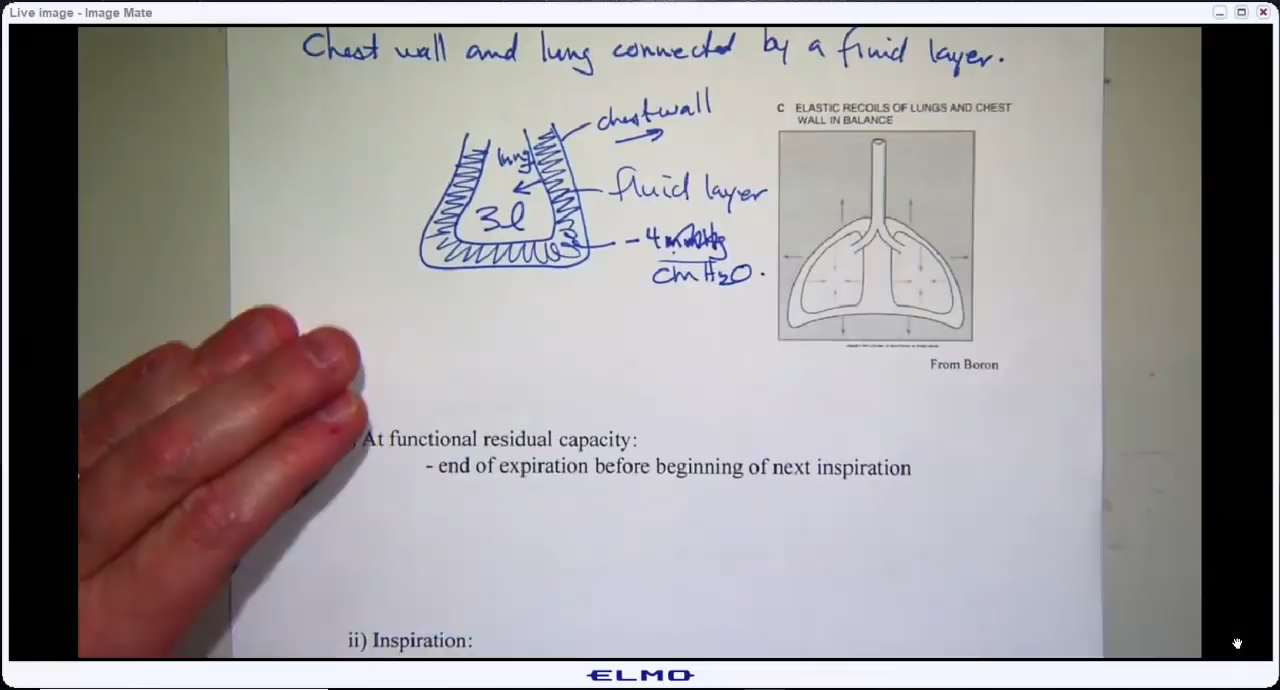 Live image - Image Mate
Chest wall and lung connected by a fluid layer.
C ELASTIC RECOILS OF LUNGS AND CHEST
WALL IN BALANCE
chest wall
lung
fluid layer
3l
- 4
cm H2O.
From Boron
At functional residual capacity:
- end of expiration before beginning of next inspiration
ii) Inspiration:
ELMO